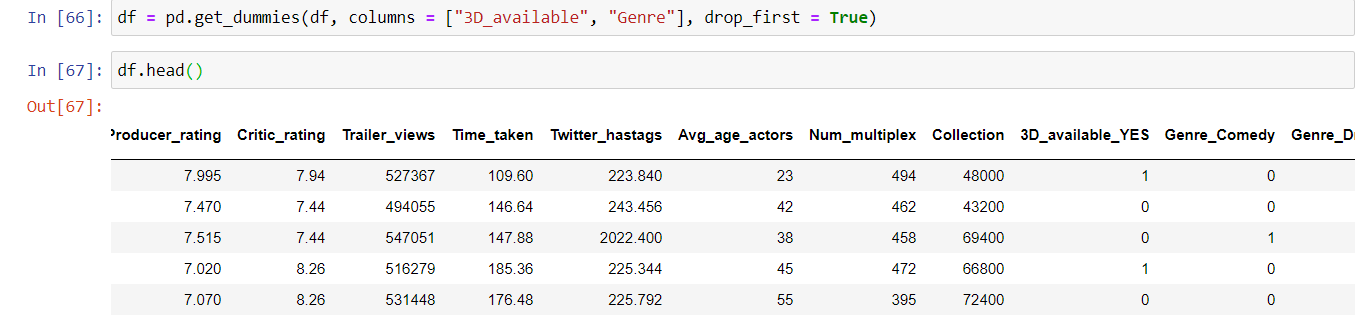 In [66]: df = pd.get_dummies(df, columns = ["3D_available", "Genre"], drop_first = True)
In [67]: df.head()
Out[67]:
Producer_rating Critic_rating Trailer_views Time_taken Twitter_hastags Avg_age_actors Num_multiplex Collection 3D_available_YES Genre_Comedy Genre_Dr
7.995 7.94 527367 109.60 223.840 23 494 48000 1 0
7.470 7.44 494055 146.64 243.456 42 462 43200 0 0
7.515 7.44 547051 147.88 2022.400 38 458 69400 0 1
7.020 8.26 516279 185.36 225.344 45 472 66800 1 0
7.070 8.26 531448 176.48 225.792 55 395 72400 0 0